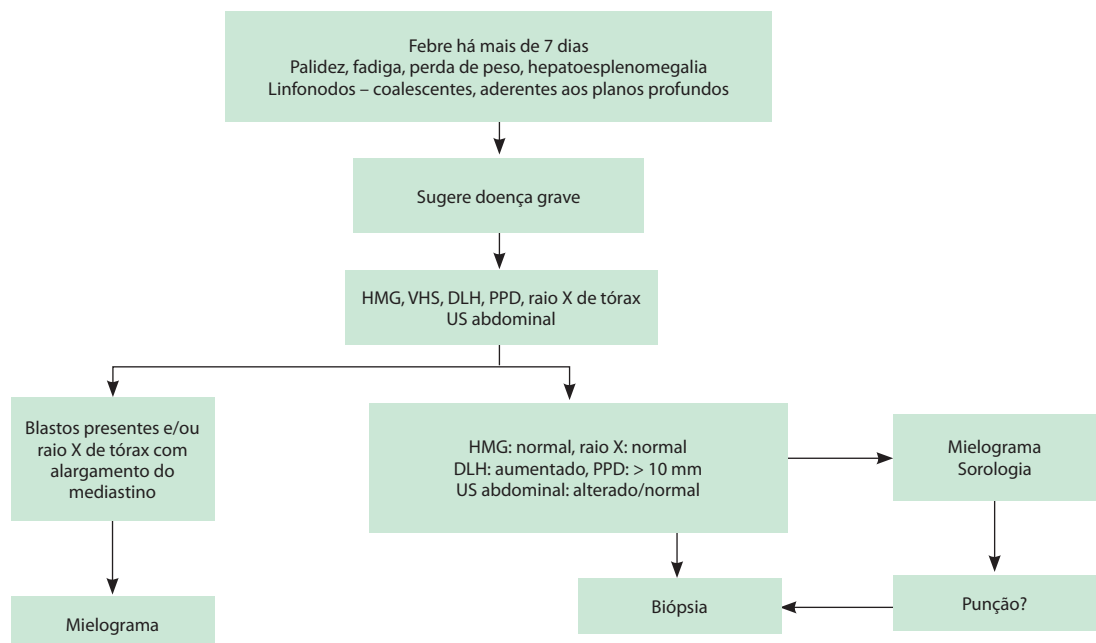 Febre há mais de 7 dias
Palidez, fadiga, perda de peso, hepatoesplenomegalia
Linfonodos – coalescentes, aderentes aos planos profundos
Sugere doença grave
HMG, VHS, DLH, PPD, raio X de tórax
US abdominal
Blastos presentes e/ou
raio X de tórax com
alargamento do
mediastino
HMG: normal, raio X: normal
DLH: aumentado, PPD: > 10 mm
US abdominal: alterado/normal
Mielograma
Sorologia
Mielograma
Biópsia
Punção?